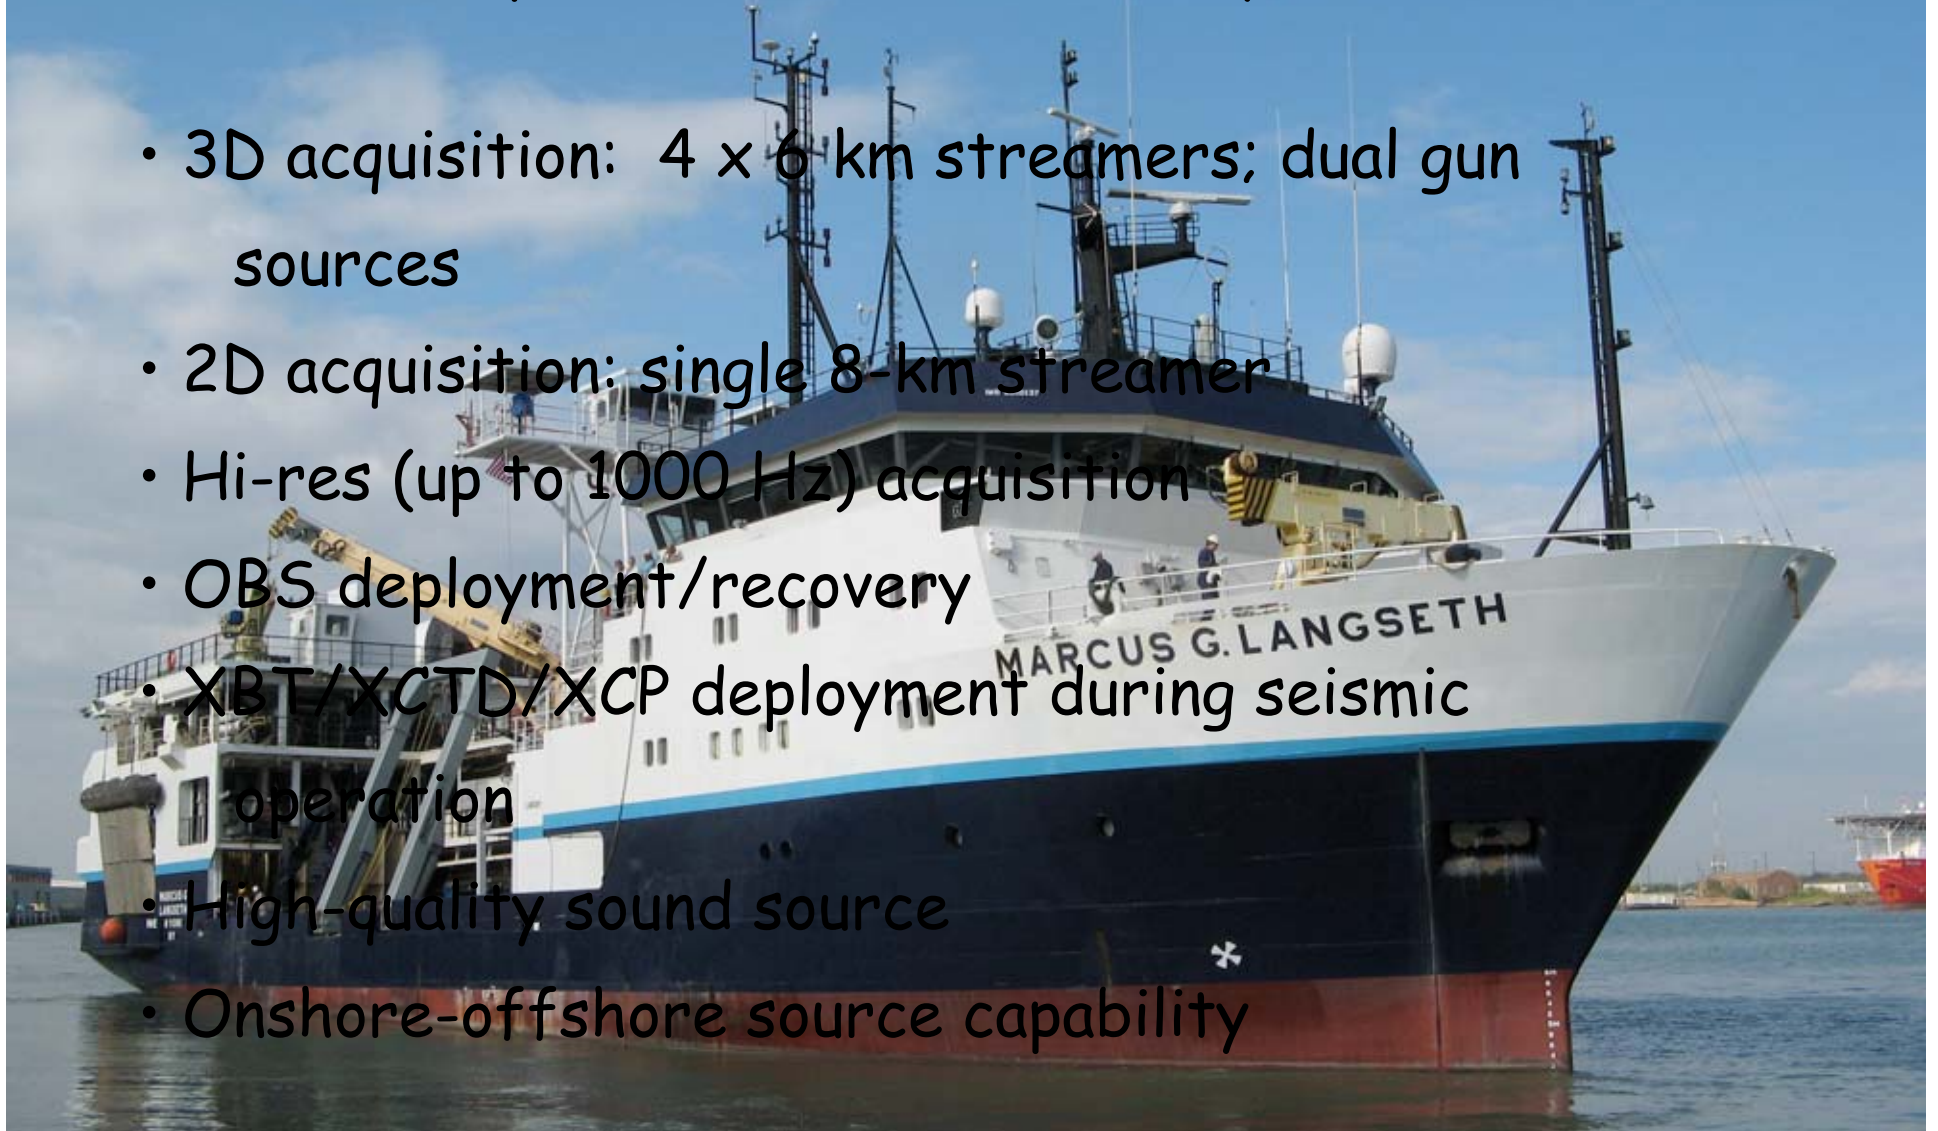 • 3D acquisition:  4 x 6 km streamers; dual gun
sources
• 2D acquisition: single 8-km streamer
• Hi-res (up to 1000 Hz) acquisition
• OBS deployment/recovery
MARCUS G. LANGSETH
• XBT/XCTD/XCP deployment during seismic
operation
• High-quality sound source
• Onshore-offshore source capability